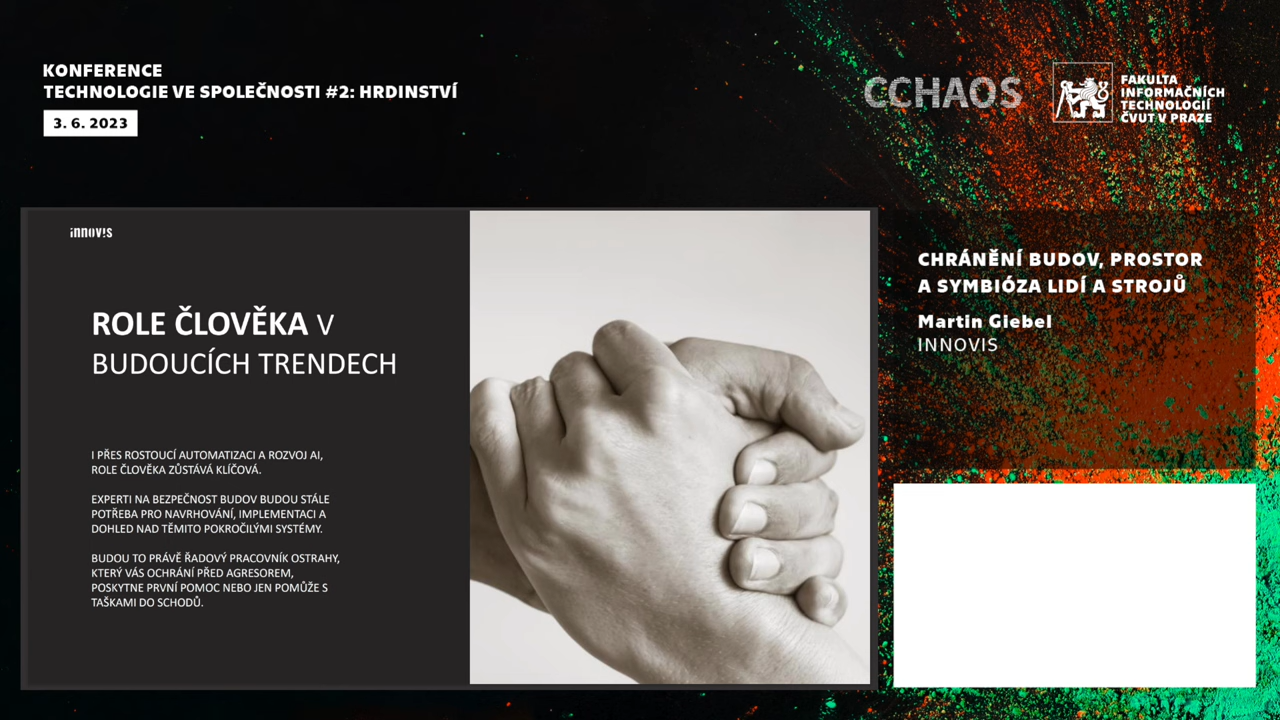 KONFERENCE
TECHNOLOGIE VE SPOLEČNOSTI #2: HRDINSTVÍ
3. 6. 2023
CCHAOS
FAKULTA
INFORMAČNÍCH
TECHNOLOGIÍ
ČVUT V PRAZE
innov!s
ROLE ČLOVĚKA V
BUDOUCÍCH TRENDECH
I PŘES ROSTOUCÍ AUTOMATIZACI A ROZVOJ AI,
ROLE ČLOVĚKA ZŮSTÁVÁ KLÍČOVÁ.
EXPERTI NA BEZPEČNOST BUDOV BUDOU STÁLE
POTŘEBA PRO NAVRHOVÁNÍ, IMPLEMENTACI A
DOHLED NAD TĚMITO POKROČILÝMI SYSTÉMY.
BUDOU TO PRÁVĚ ŘADOVÝ PRACOVNÍK OSTRAHY,
KTERÝ VÁS OCHRÁNÍ PŘED AGRESOREM,
POSKYTNE PRVNÍ POMOC NEBO JEN POMŮŽE S
TAŠKAMI DO SCHODŮ.
CHRÁNĚNÍ BUDOV, PROSTOR
A SYMBIÓZA LIDÍ A STROJŮ
Martin Giebel
INNOVIS